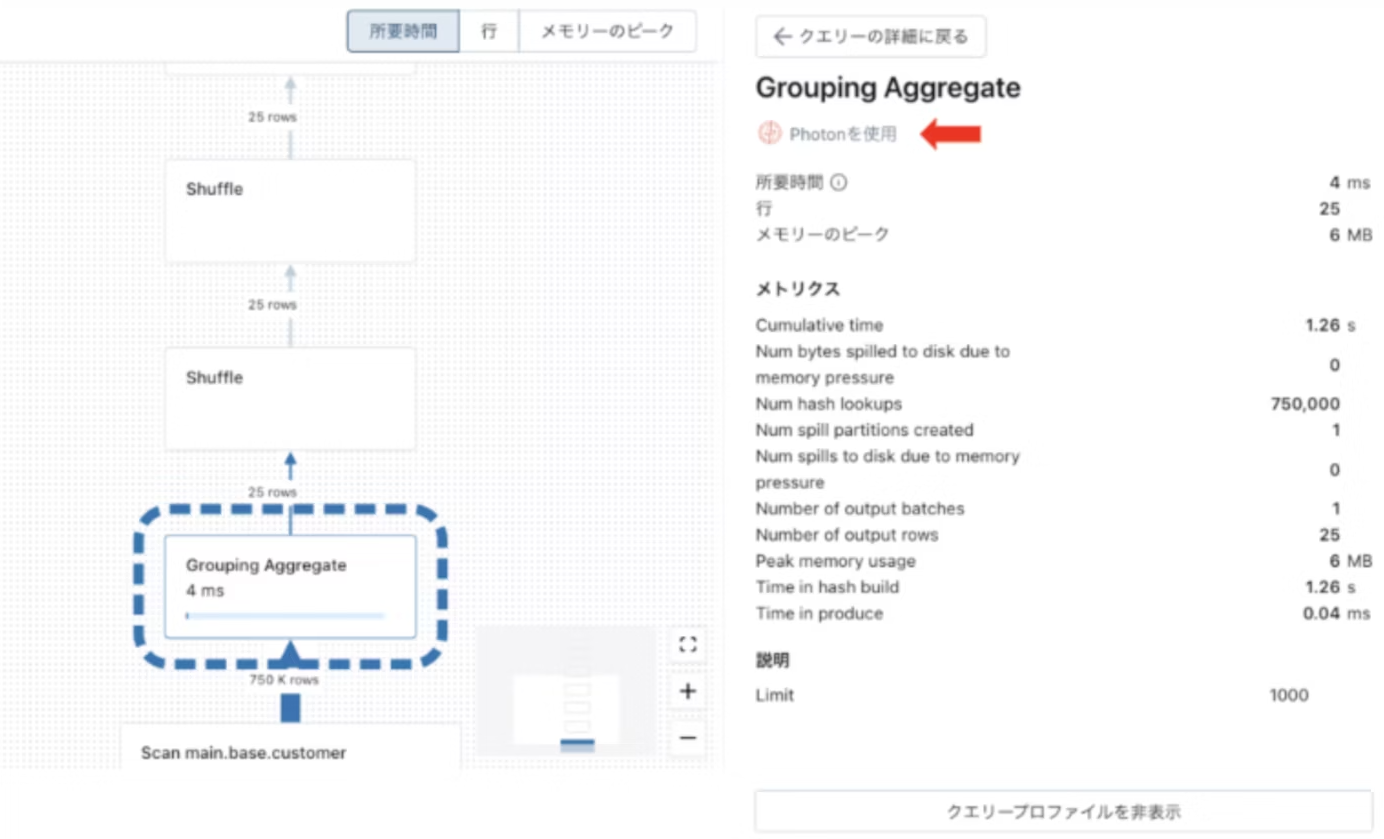 所要時間
行
メモリーのピーク
25 rows
Shuffle
25 rows
Shuffle
25 rows
Grouping Aggregate
4 ms
750 K rows
Scan main.base.customer
+
−
← クエリーの詳細に戻る
Grouping Aggregate
Photonを使用
所要時間 4 ms
行 25
メモリーのピーク 6 MB
メトリクス
Cumulative time 1.26 s
Num bytes spilled to disk due to
memory pressure 0
Num hash lookups 750,000
Num spill partitions created 1
Num spills to disk due to memory
pressure 0
Number of output batches 1
Number of output rows 25
Peak memory usage 6 MB
Time in hash build 1.26 s
Time in produce 0.04 ms
説明
Limit 1000
クエリープロファイルを非表示